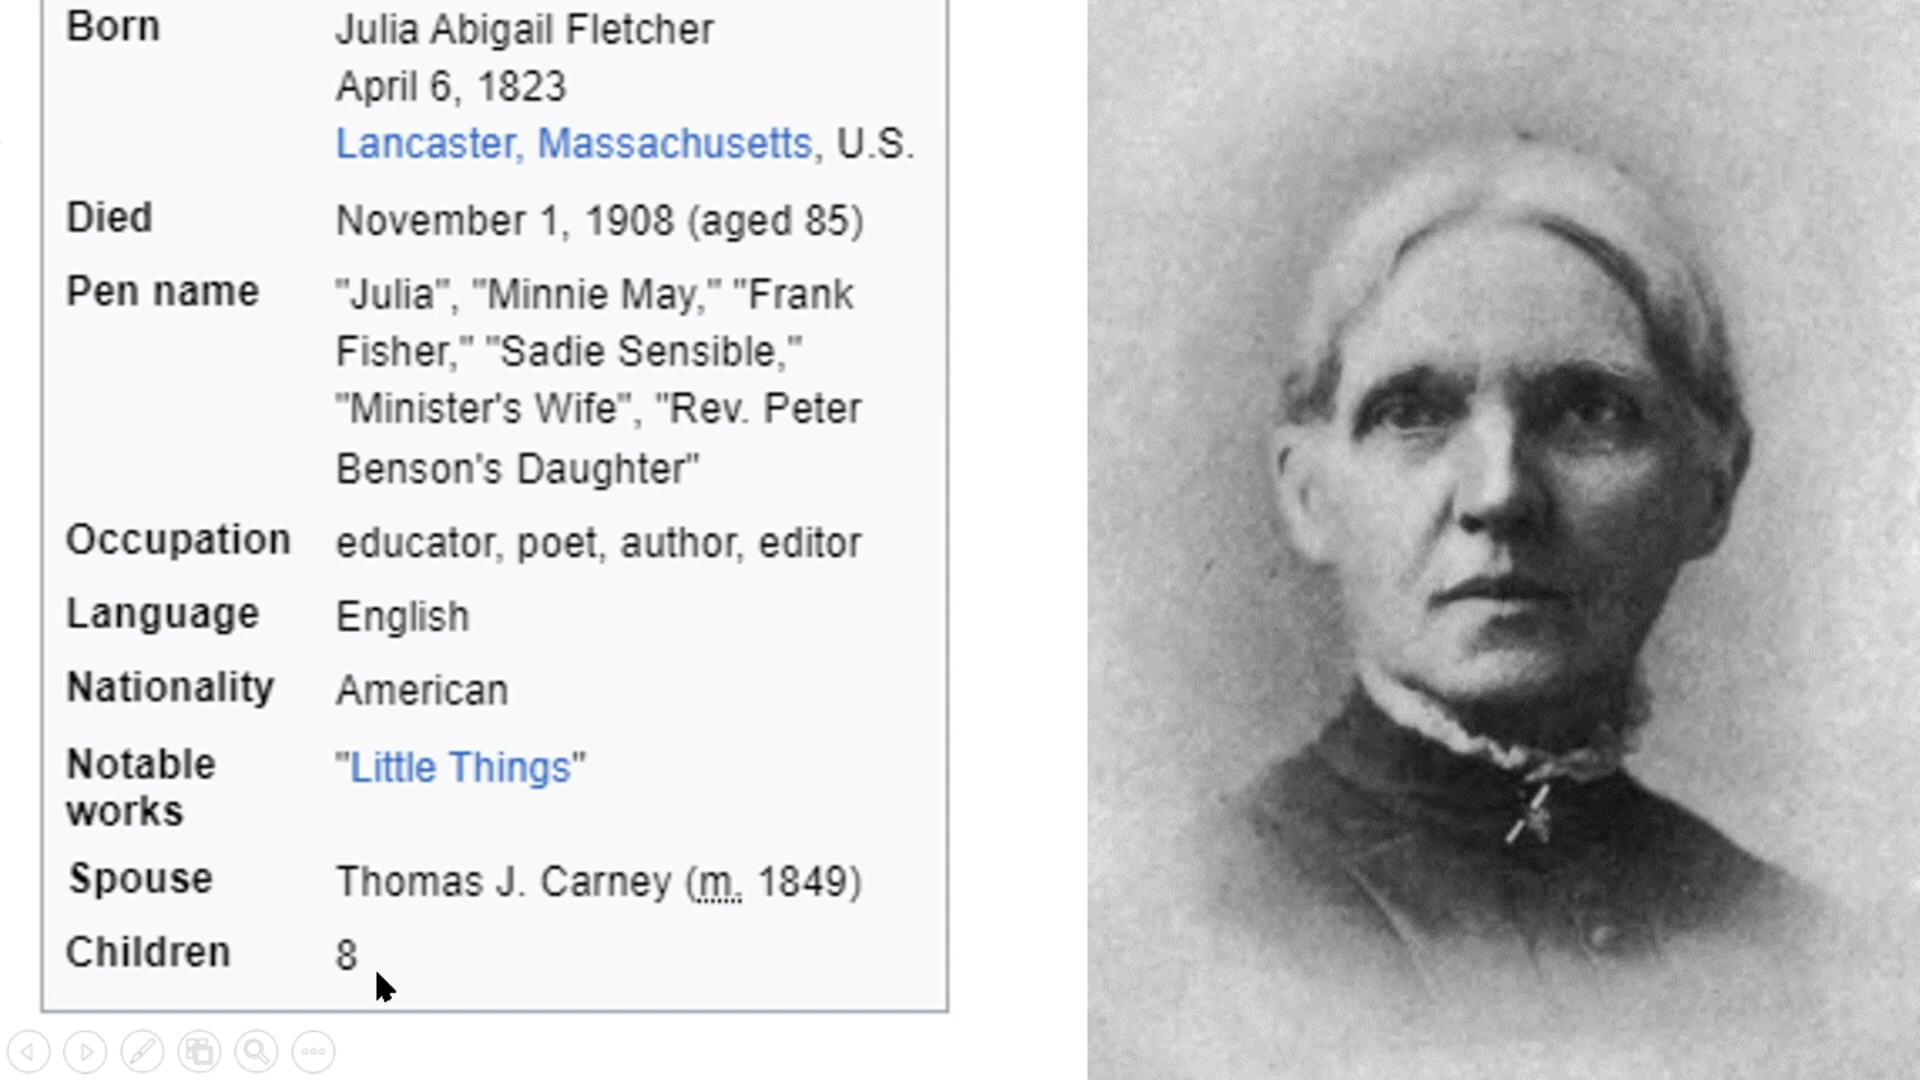 Born Julia Abigail Fletcher
April 6, 1823
Lancaster, Massachusetts, U.S.
Died November 1, 1908 (aged 85)
Pen name "Julia", "Minnie May," "Frank
Fisher," "Sadie Sensible,"
"Minister's Wife", "Rev. Peter
Benson's Daughter"
Occupation educator, poet, author, editor
Language English
Nationality American
Notable works "Little Things"
Spouse Thomas J. Carney (m. 1849)
Children 8